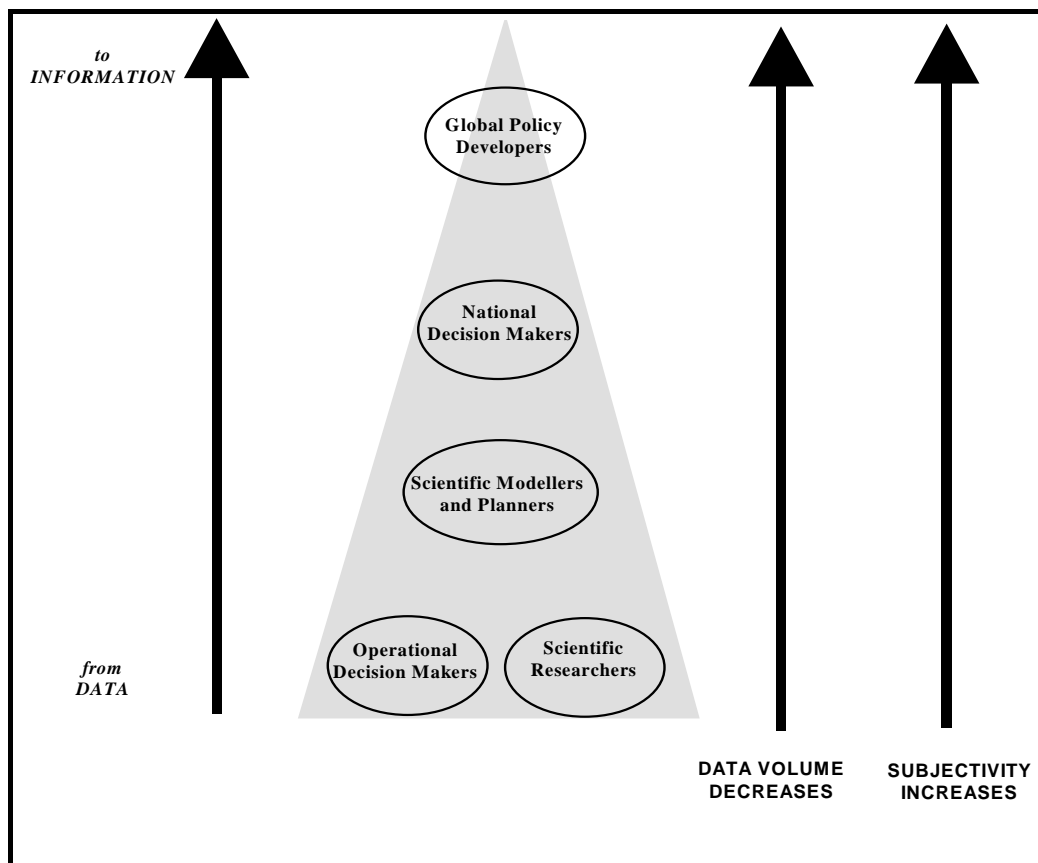 to
INFORMATION
Global Policy
Developers
National
Decision Makers
Scientific Modellers
and Planners
Operational
Decision Makers
Scientific
Researchers
from
DATA
DATA VOLUME
DECREASES
SUBJECTIVITY
INCREASES